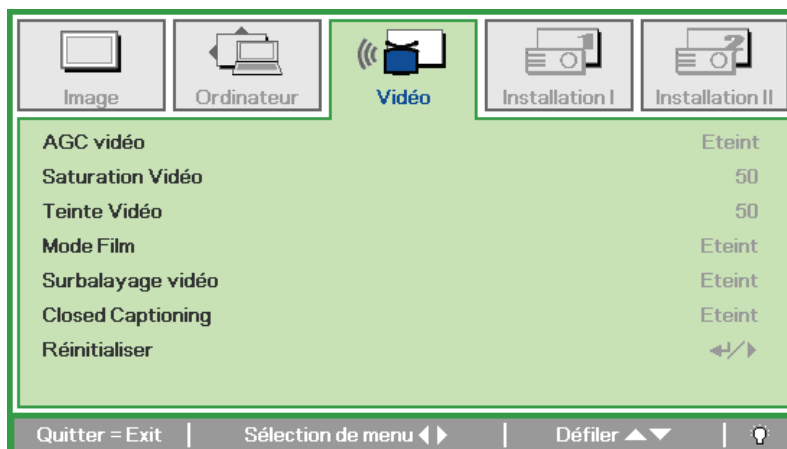 Image Ordinateur Vidéo Installation I Installation II
AGC vidéo Eteint
Saturation Vidéo 50
Teinte Vidéo 50
Mode Film Eteint
Surbalayage vidéo Eteint
Closed Captioning Eteint
Réinitialiser ↵/▶
Quitter = Exit | Sélection de menu ◀▶ | Défiler ▲▼ |